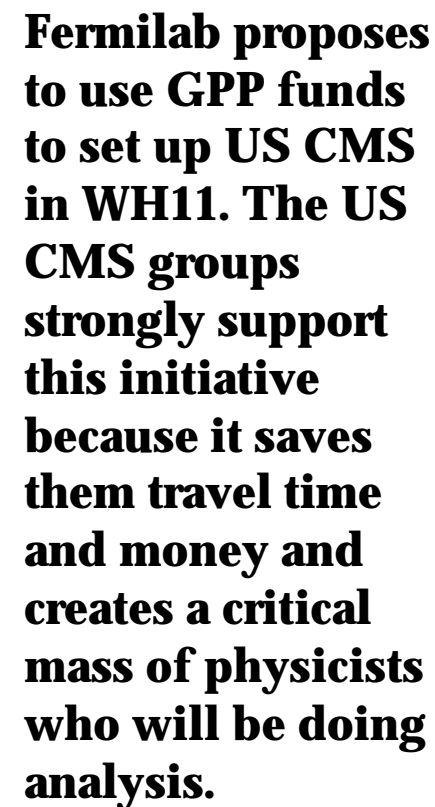 Fermilab proposes
to use GPP funds
to set up US CMS
in WH11. The US
CMS groups
strongly support
this initiative
because it saves
them travel time
and money and
creates a critical
mass of physicists
who will be doing
analysis.